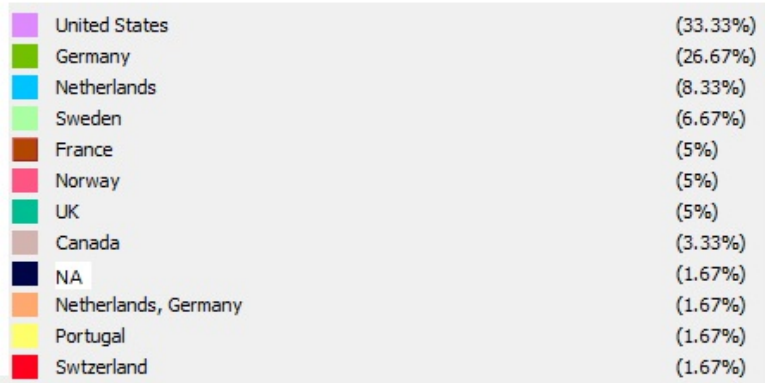 United States (33.33%)
Germany (26.67%)
Netherlands (8.33%)
Sweden (6.67%)
France (5%)
Norway (5%)
UK (5%)
Canada (3.33%)
NA (1.67%)
Netherlands, Germany (1.67%)
Portugal (1.67%)
Swtzerland (1.67%)